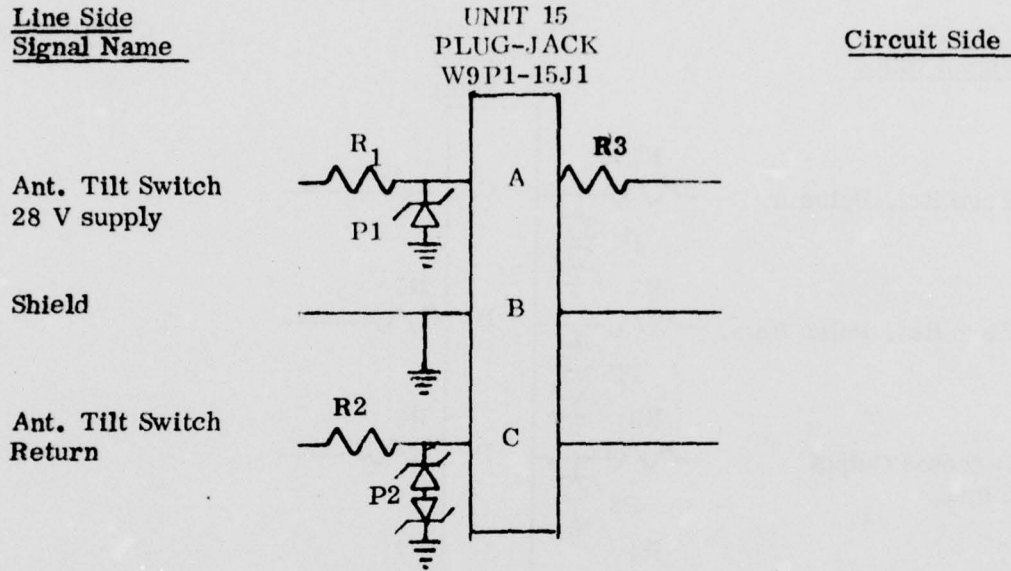 Line Side
Signal Name
UNIT 15
PLUG-JACK
W9P1-15J1
Circuit Side
R1
R3
Ant. Tilt Switch
28 V supply
A
P1
Shield
B
Ant. Tilt Switch
Return
R2
C
P2